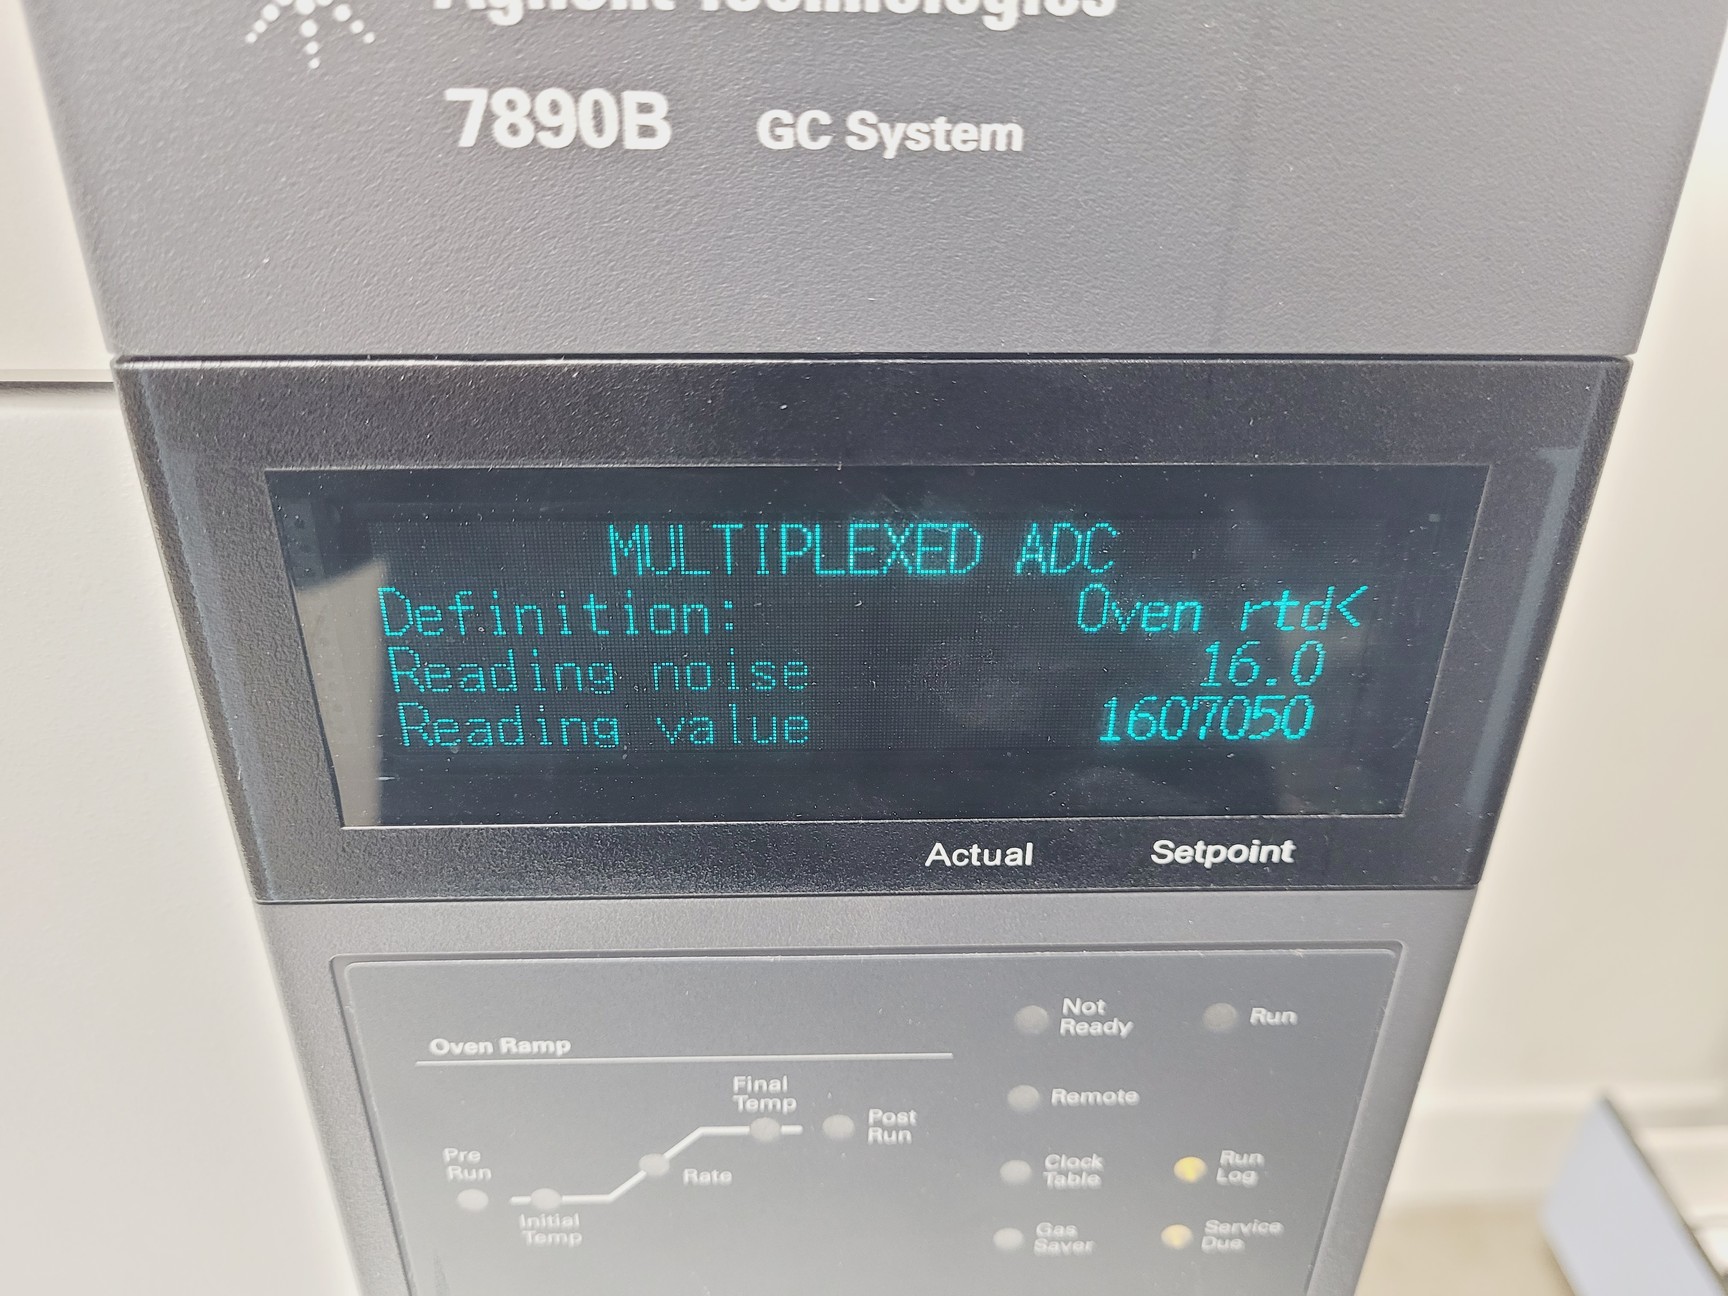 Agilent Technologies
7890B GC System
MULTIPLEXED ADC
Definition: Oven rtd<
Reading noise 16.0
Reading value 1607050
Actual Setpoint
Oven Ramp
Pre
Run
Initial
Temp
Rate
Final
Temp
Post
Run
Not
Ready
Run
Remote
Clock
Table
Run
Log
Gas
Saver
Service
Due